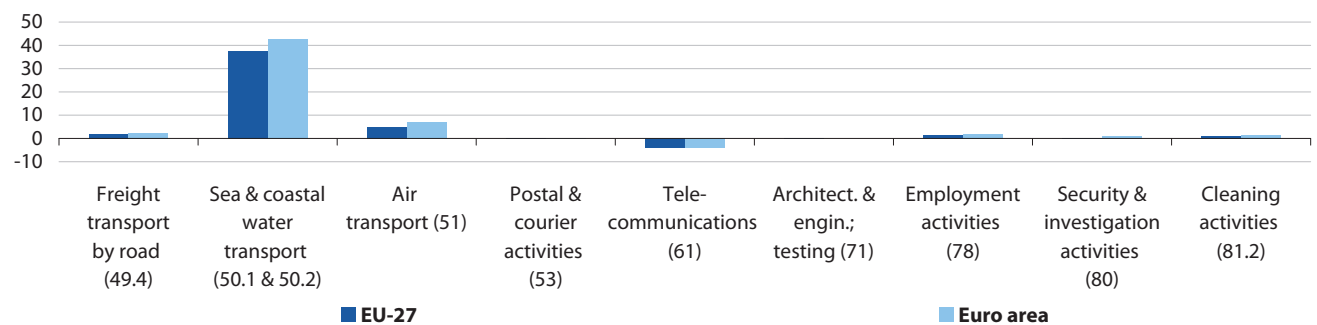 50
40
30
20
10
0
-10
Freight
transport
by road
(49.4)
Sea & coastal
water
transport
(50.1 & 50.2)
Air
transport (51)
Postal &
courier
activities
(53)
Tele-
communications
(61)
Architect. &
engin.;
testing (71)
Employment
activities
(78)
Security &
investigation
activities
(80)
Cleaning
activities
(81.2)
EU-27
Euro area